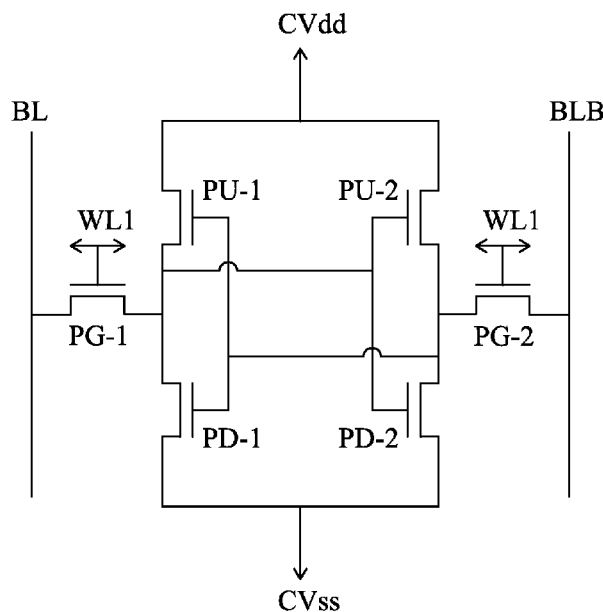 CVdd
BL
BLB
PU-1
PU-2
WL1
WL1
PG-1
PG-2
PD-1
PD-2
CVss